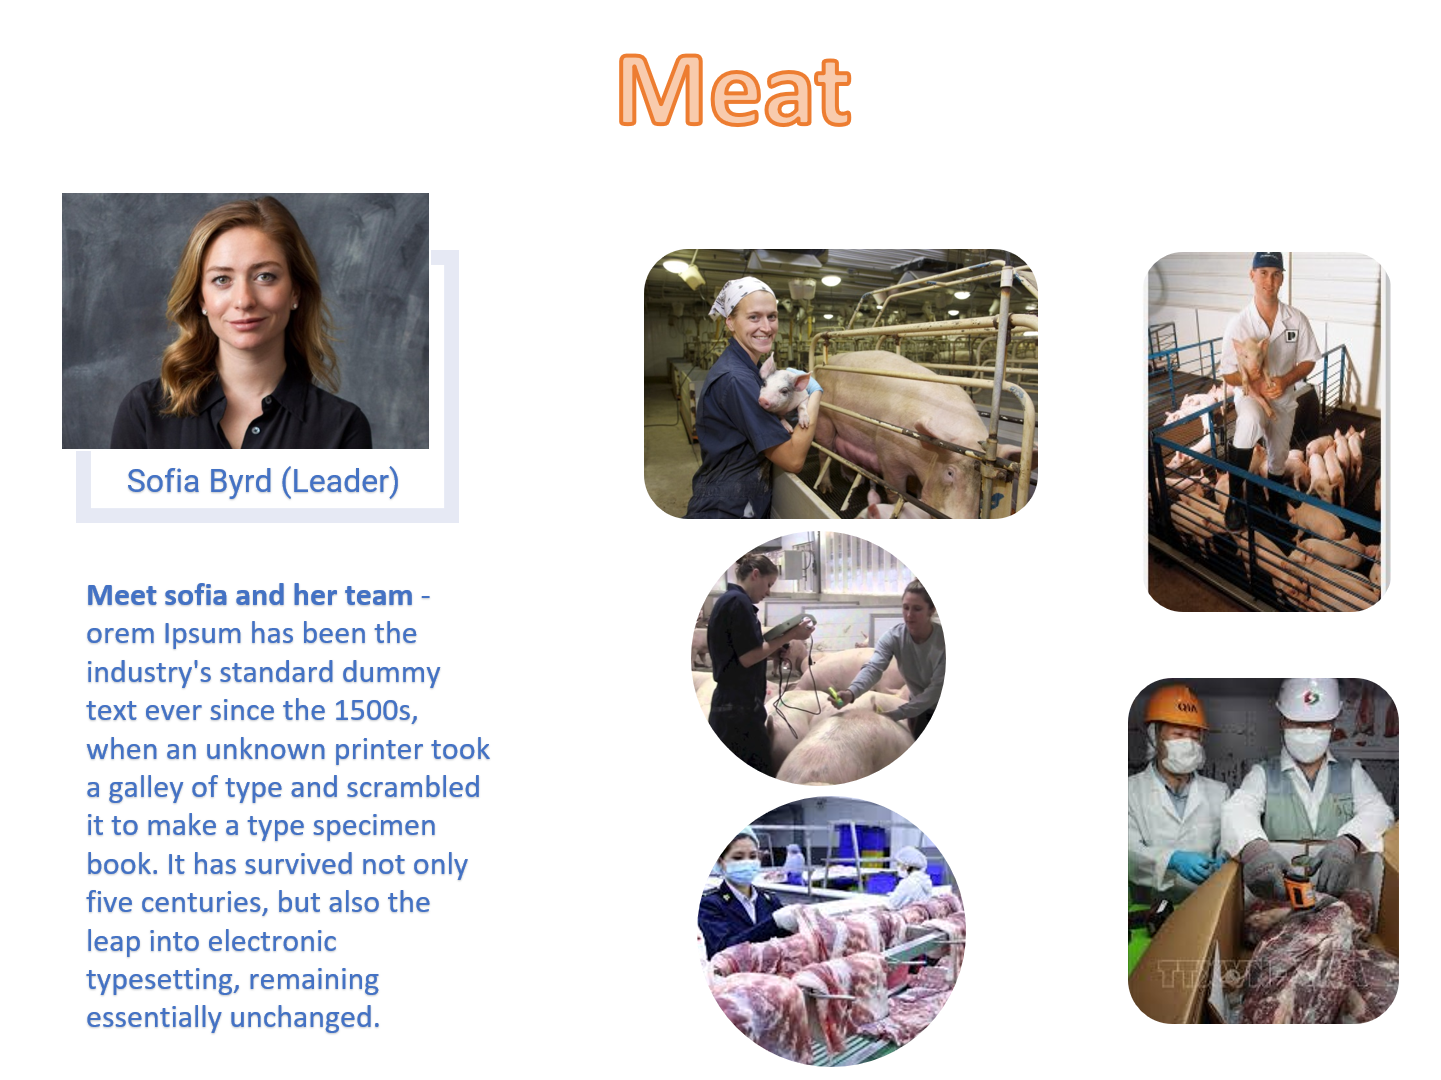 Meat
Sofia Byrd (Leader)
Meet sofia and her team -
orem Ipsum has been the
industry's standard dummy
text ever since the 1500s,
when an unknown printer took
a galley of type and scrambled
it to make a type specimen
book. It has survived not only
five centuries, but also the
leap into electronic
typesetting, remaining
essentially unchanged.
P
QIA